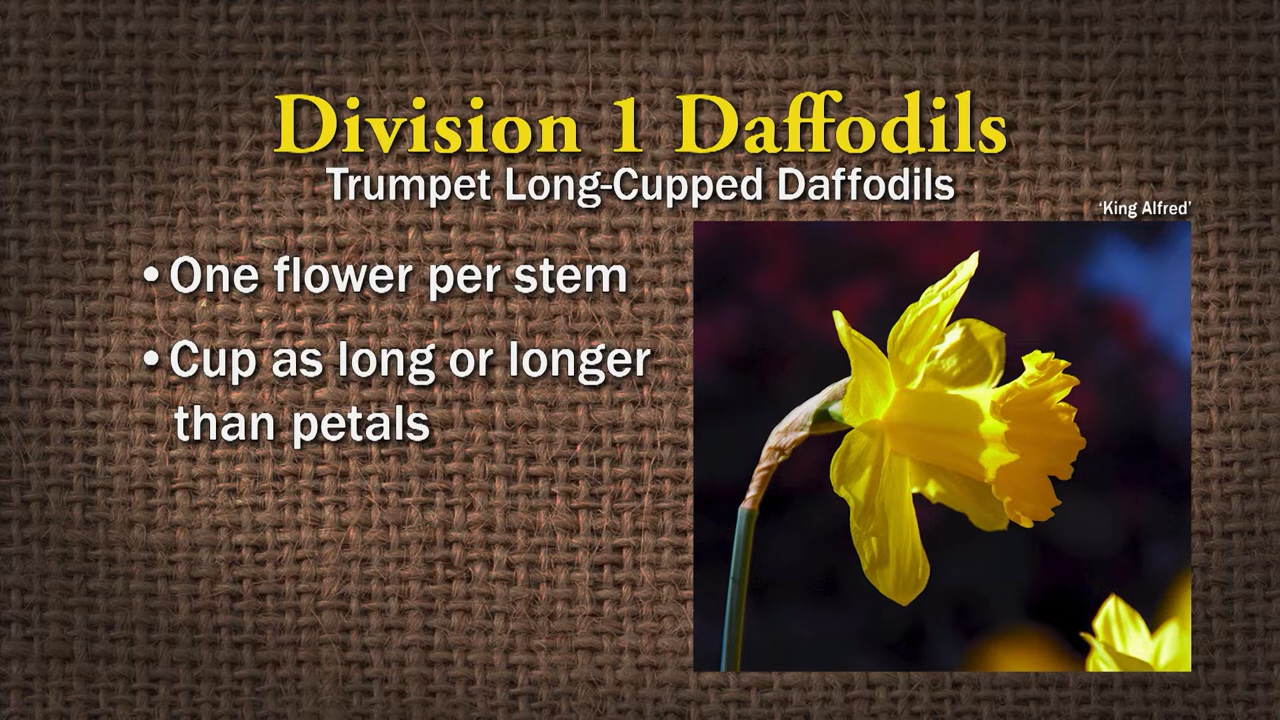 Division 1 Daffodils
Trumpet Long-Cupped Daffodils
‘King Alfred’
•One flower per stem
•Cup as long or longer
than petals